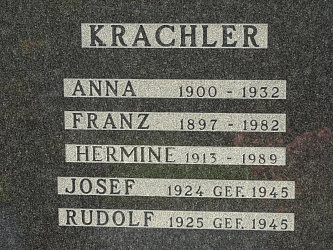 KRACHLER
ANNA 1900 - 1932
FRANZ 1897 - 1982
HERMINE 1913 - 1989
JOSEF 1924 GEF. 1945
RUDOLF 1925 GEF. 1945